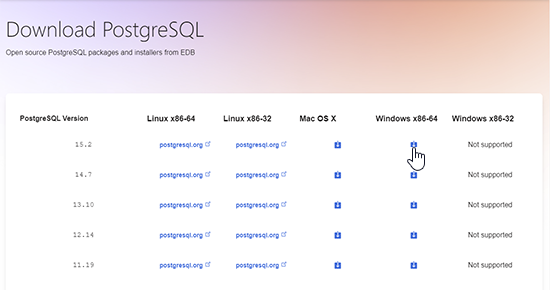 Download PostgreSQL
Open source PostgreSQL packages and installers from EDB
PostgreSQL Version Linux x86-64 Linux x86-32 Mac OS X Windows x86-64 Windows x86-32
15.2 postgresql.org postgresql.org Not supported
14.7 postgresql.org postgresql.org Not supported
13.10 postgresql.org postgresql.org Not supported
12.14 postgresql.org postgresql.org Not supported
11.19 postgresql.org postgresql.org Not supported